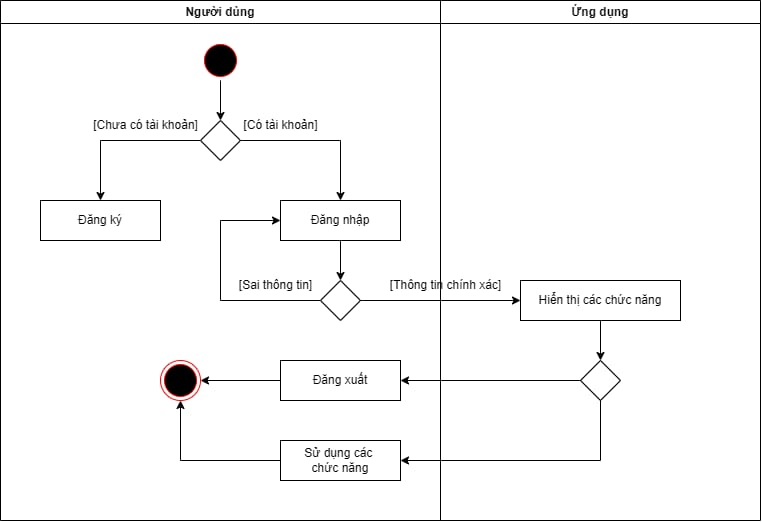 Người dùng
Ứng dụng
[Chưa có tài khoản]
[Có tài khoản]
Đăng ký
Đăng nhập
[Sai thông tin]
[Thông tin chính xác]
Hiển thị các chức năng
Đăng xuất
Sử dụng các
chức năng